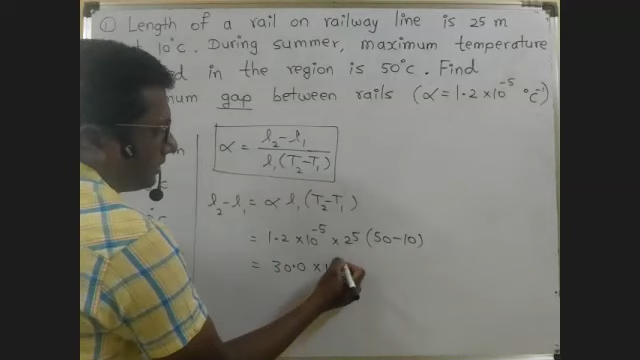 ① Length of a rail on railway line is 25 m
10°c. During summer, maximum temperature
in the region is 50°c. Find
gap between rails (α = 1.2 × 10⁻⁵ °c⁻¹)
α = l₂ − l₁ / l₁ (T₂ − T₁)
l₂ − l₁ = α l₁ (T₂ − T₁)
= 1.2 × 10⁻⁵ × 25 (50 − 10)
= 30.0 × 1